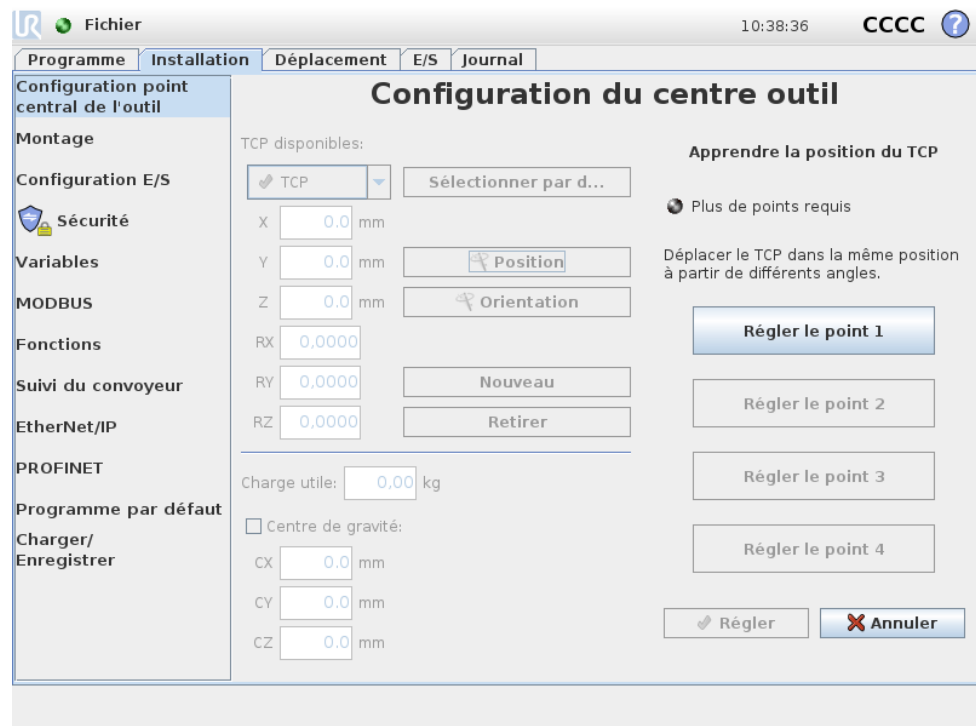 UR Fichier 10:38:36 CCCC ?
Programme Installation Déplacement E/S Journal
Configuration point
central de l'outil
Montage
Configuration E/S
Sécurité
Variables
MODBUS
Fonctions
Suivi du convoyeur
EtherNet/IP
PROFINET
Programme par défaut
Charger/
Enregistrer
Configuration du centre outil
TCP disponibles:
TCP Sélectionner par d...
X 0.0 mm
Y 0.0 mm Position
Z 0.0 mm Orientation
RX 0,0000
RY 0,0000 Nouveau
RZ 0,0000 Retirer
Charge utile: 0,00 kg
Centre de gravité:
CX 0.0 mm
CY 0.0 mm
CZ 0.0 mm
Apprendre la position du TCP
Plus de points requis
Déplacer le TCP dans la même position
à partir de différents angles.
Régler le point 1
Régler le point 2
Régler le point 3
Régler le point 4
Régler Annuler